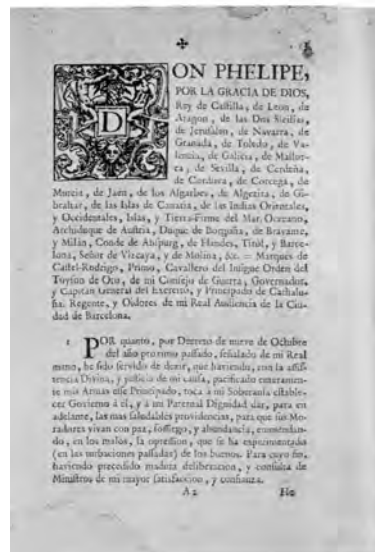 D
ON PHELIPE,
POR LA GRACIA DE DIOS,
Rey de Castilla, de Leon, de
Aragon, de las Dos Sicilias,
de Jerusalen, de Navarra, de
Granada, de Toledo, de Va-
lencia, de Galicia, de Mallor-
ca, de Sevilla, de Cerdeña,
de Cordova, de Corcega, de
Murcia, de Jaen, de los Algarbes, de Algezira, de Gi-
braltar, de las Islas de Canaria, de las Indias Orientales,
y Occidentales, Islas, y Tierra-Firme del Mar Oceano,
Archiduque de Austria, Duque de Borgoña, de Bravante,
y Milán, Conde de Abspurg, de Flandes, Tiról, y Barce-
lona, Señor de Vizcaya, y de Molina, &c. = Marques de
Castel-Rodrigo, Primo, Cavallero del Insigne Orden del
Toyson de Oro, de mi Consejo de Guerra, Governador,
y Capitan General del Exercito, y Principado de Cathalu-
ña, Regente, y Oidores de mi Real Audiencia de la Ciu-
dad de Barcelona.
1 POR quanto, por Decreto de nueve de Octubre
del año proximo passado, señalado de mi Real
mano, he sido servido de dezir, que haviendo, con la assis-
tencia Divina, y justicia de mi causa, pacificado enteramen-
te mis Armas esse Principado, toca à mi Soberania estable-
cer Govierno à él, y à mi Paternal Dignidad dar, para en
adelante, las mas saludables providencias, para que sus Mo-
radores vivan con paz, sossiego, y abundancia, enmendan-
do, en los malos, la opression, que se ha experimentado
(en las turbaciones passadas) de los buenos. Para cuyo fin,
haviendo precedido madura deliberacion, y consulta de
Ministros de mi mayor satisfaccion, y confianza.
A 2 He